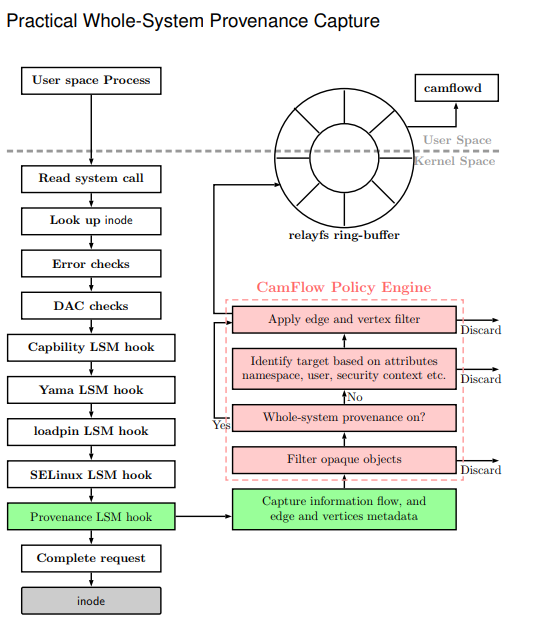 Practical Whole-System Provenance Capture
User space Process
camflowd
User Space
Kernel Space
Read system call
Look up inode
Error checks
DAC checks
Capbility LSM hook
Yama LSM hook
loadpin LSM hook
SELinux LSM hook
Provenance LSM hook
Complete request
inode
relayfs ring-buffer
CamFlow Policy Engine
Apply edge and vertex filter
Discard
Identify target based on attributes
namespace, user, security context etc.
Discard
No
Whole-system provenance on?
Yes
Filter opaque objects
Discard
Capture information flow, and
edge and vertices metadata